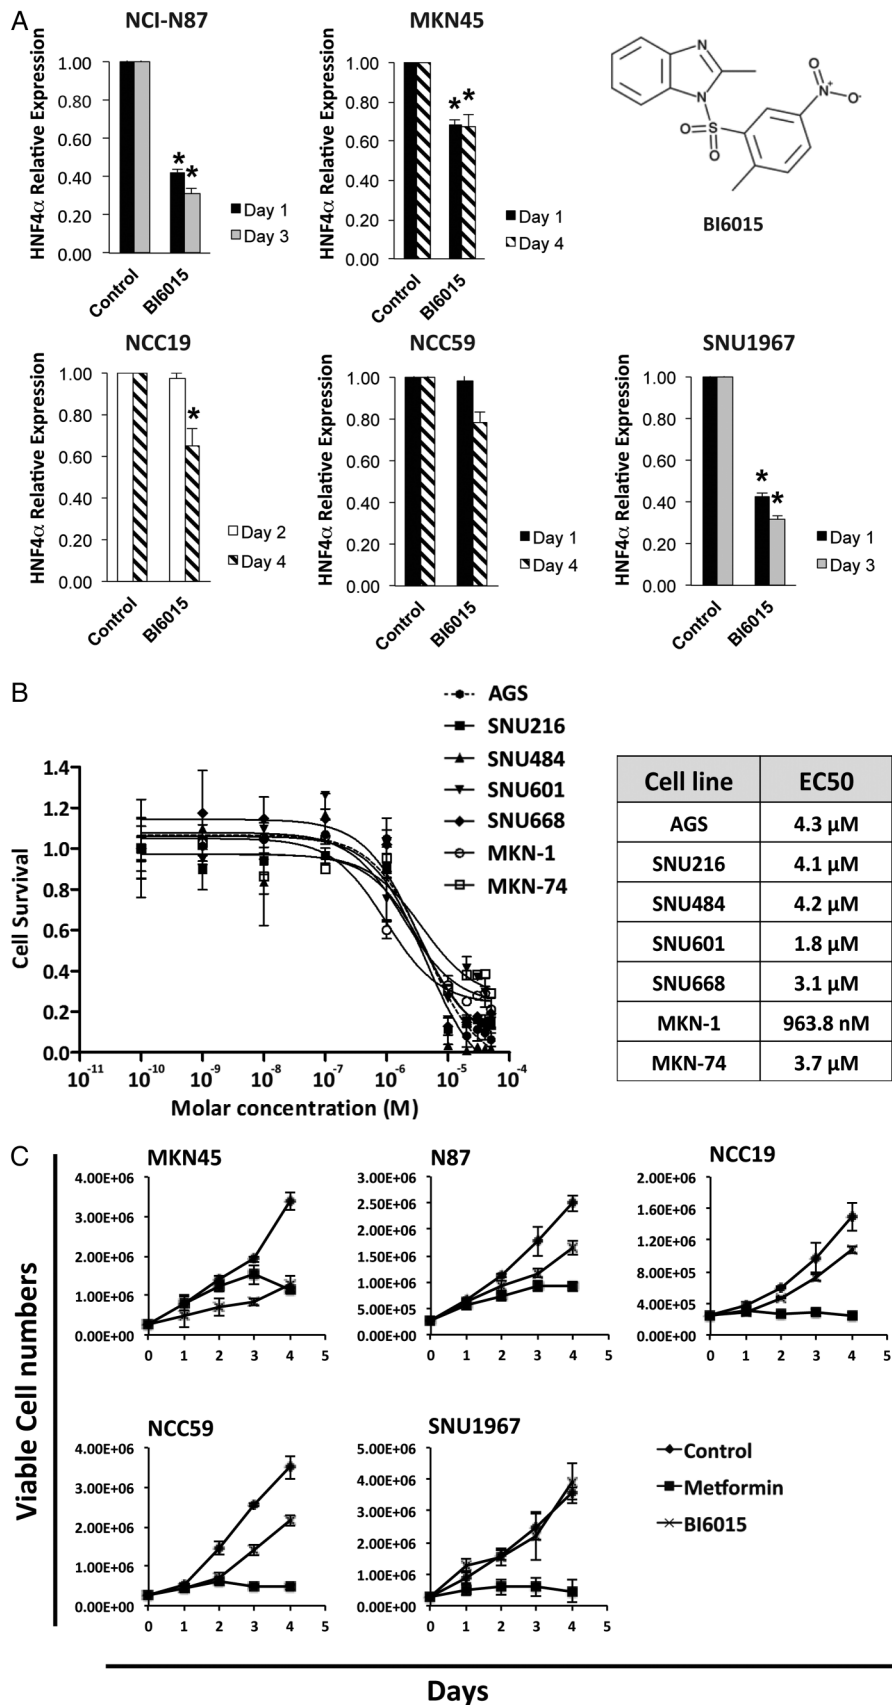 A
NCI-N87
HNF4α Relative Expression
1.00
0.80
0.60
0.40
0.20
0.00
* *
Control
BI6015
Day 1
Day 3
MKN45
HNF4α Relative Expression
1.00
0.80
0.60
0.40
0.20
0.00
* *
Control
BI6015
Day 1
Day 4
N
N
O=S
O
O
N+
O-
BI6015
NCC19
HNF4α Relative Expression
1.00
0.80
0.60
0.40
0.20
0.00
*
Control
BI6015
Day 2
Day 4
NCC59
HNF4α Relative Expression
1.00
0.80
0.60
0.40
0.20
0.00
Control
BI6015
Day 1
Day 4
SNU1967
HNF4α Relative Expression
1.00
0.80
0.60
0.40
0.20
0.00
* *
Control
BI6015
Day 1
Day 3
B
AGS
SNU216
SNU484
SNU601
SNU668
MKN-1
MKN-74
Cell Survival
1.4
1.2
1.0
0.8
0.6
0.4
0.2
0.0
10-11 10-10 10-9 10-8 10-7 10-6 10-5 10-4
Molar concentration (M)
Cell line EC50
AGS 4.3 µM
SNU216 4.1 µM
SNU484 4.2 µM
SNU601 1.8 µM
SNU668 3.1 µM
MKN-1 963.8 nM
MKN-74 3.7 µM
C
Viable Cell numbers
MKN45
4.00E+06
3.00E+06
2.00E+06
1.00E+06
0.00E+00
0 1 2 3 4 5
N87
3.00E+06
2.50E+06
2.00E+06
1.50E+06
1.00E+06
5.00E+05
0.00E+00
0 1 2 3 4 5
NCC19
2.00E+06
1.60E+06
1.20E+06
8.00E+05
4.00E+05
0.00E+00
0 1 2 3 4 5
NCC59
4.00E+06
3.00E+06
2.00E+06
1.00E+06
0.00E+00
0 1 2 3 4 5
SNU1967
5.00E+06
4.00E+06
3.00E+06
2.00E+06
1.00E+06
0.00E+00
0 1 2 3 4 5
Control
Metformin
BI6015
Days